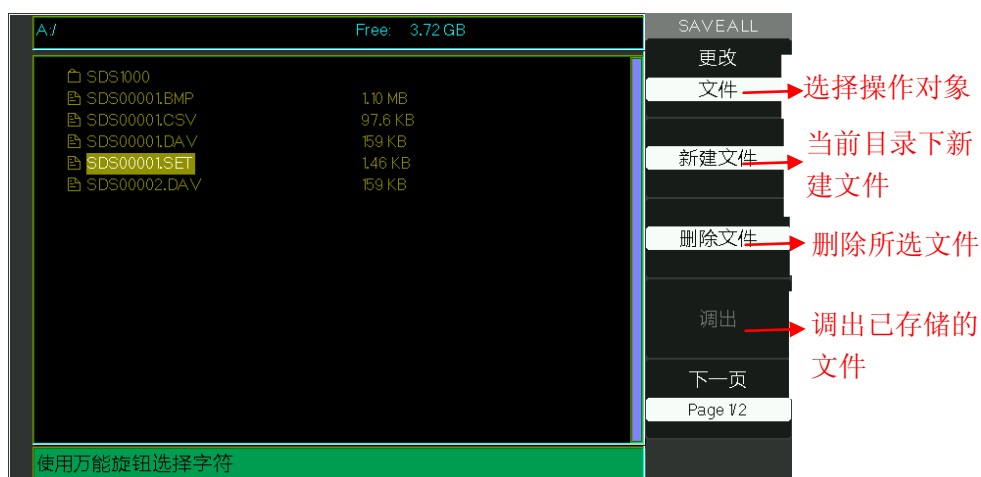 A:/ Free: 3.72 GB
SDS1000
SDS00001.BMP 1.10 MB
SDS00001.CSV 97.6 KB
SDS00001.DAV 159 KB
SDS00001.SET 1.46 KB
SDS00002.DAV 159 KB
使用万能旋钮选择字符
SAVEALL
更改
文件
新建文件
删除文件
调出
下一页
Page 1/2
选择操作对象
当前目录下新
建文件
删除所选文件
调出已存储的
文件